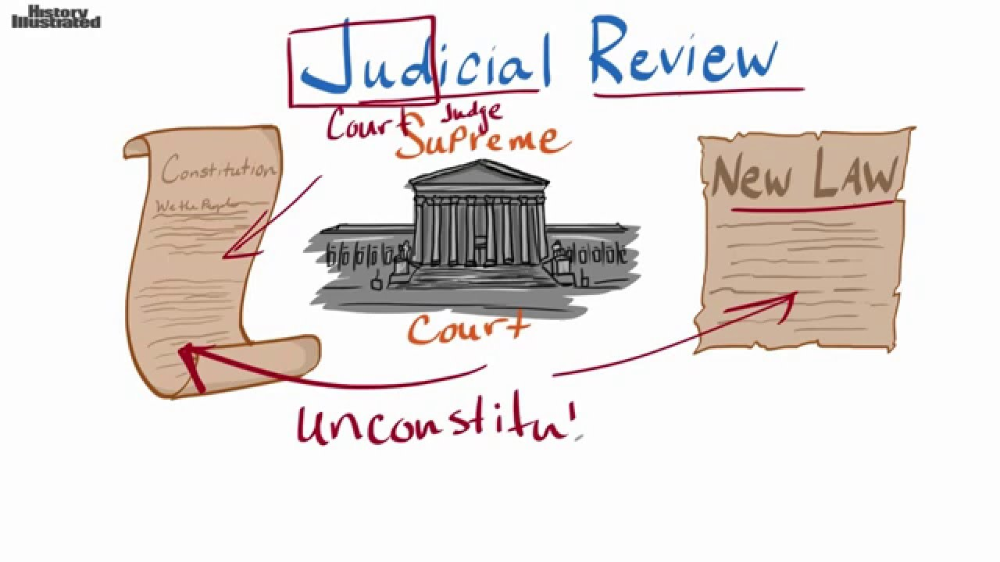 History
Illustrated
Judicial Review
Court Judge
Supreme
Constitution
We the People
New LAW
Court
Unconstitu